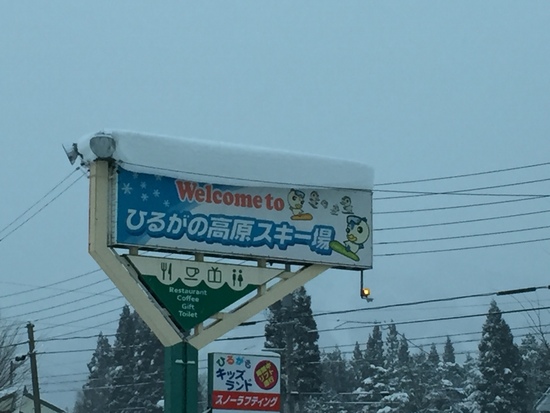 Welcome to
ひるがの高原スキー場
Restaurant
Coffee
Gift
Toilet
ひるがの
キッズ
ランド
スノーラフティング